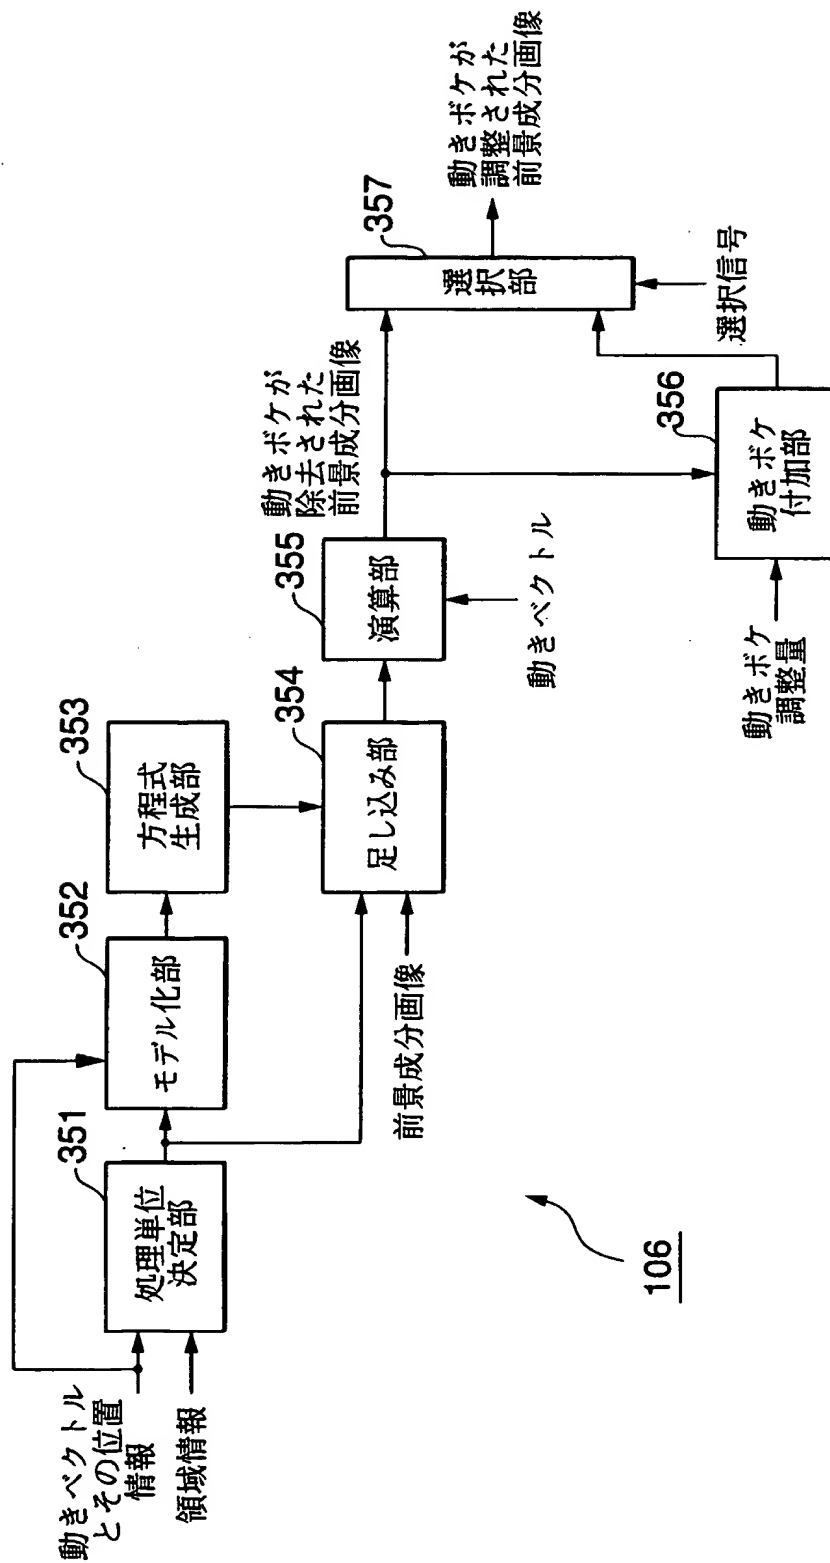 動きベクトル
とその位置
情報
領域情報
351
処理単位
決定部
352
モデル化部
353
方程式
生成部
前景成分画像
354
足し込み部
355
演算部
動きベクトル
動きボケが
除去された
前景成分画像
動きボケ
調整量
356
動きボケ
付加部
357
選択部
選択信号
動きボケが
調整された
前景成分画像
106